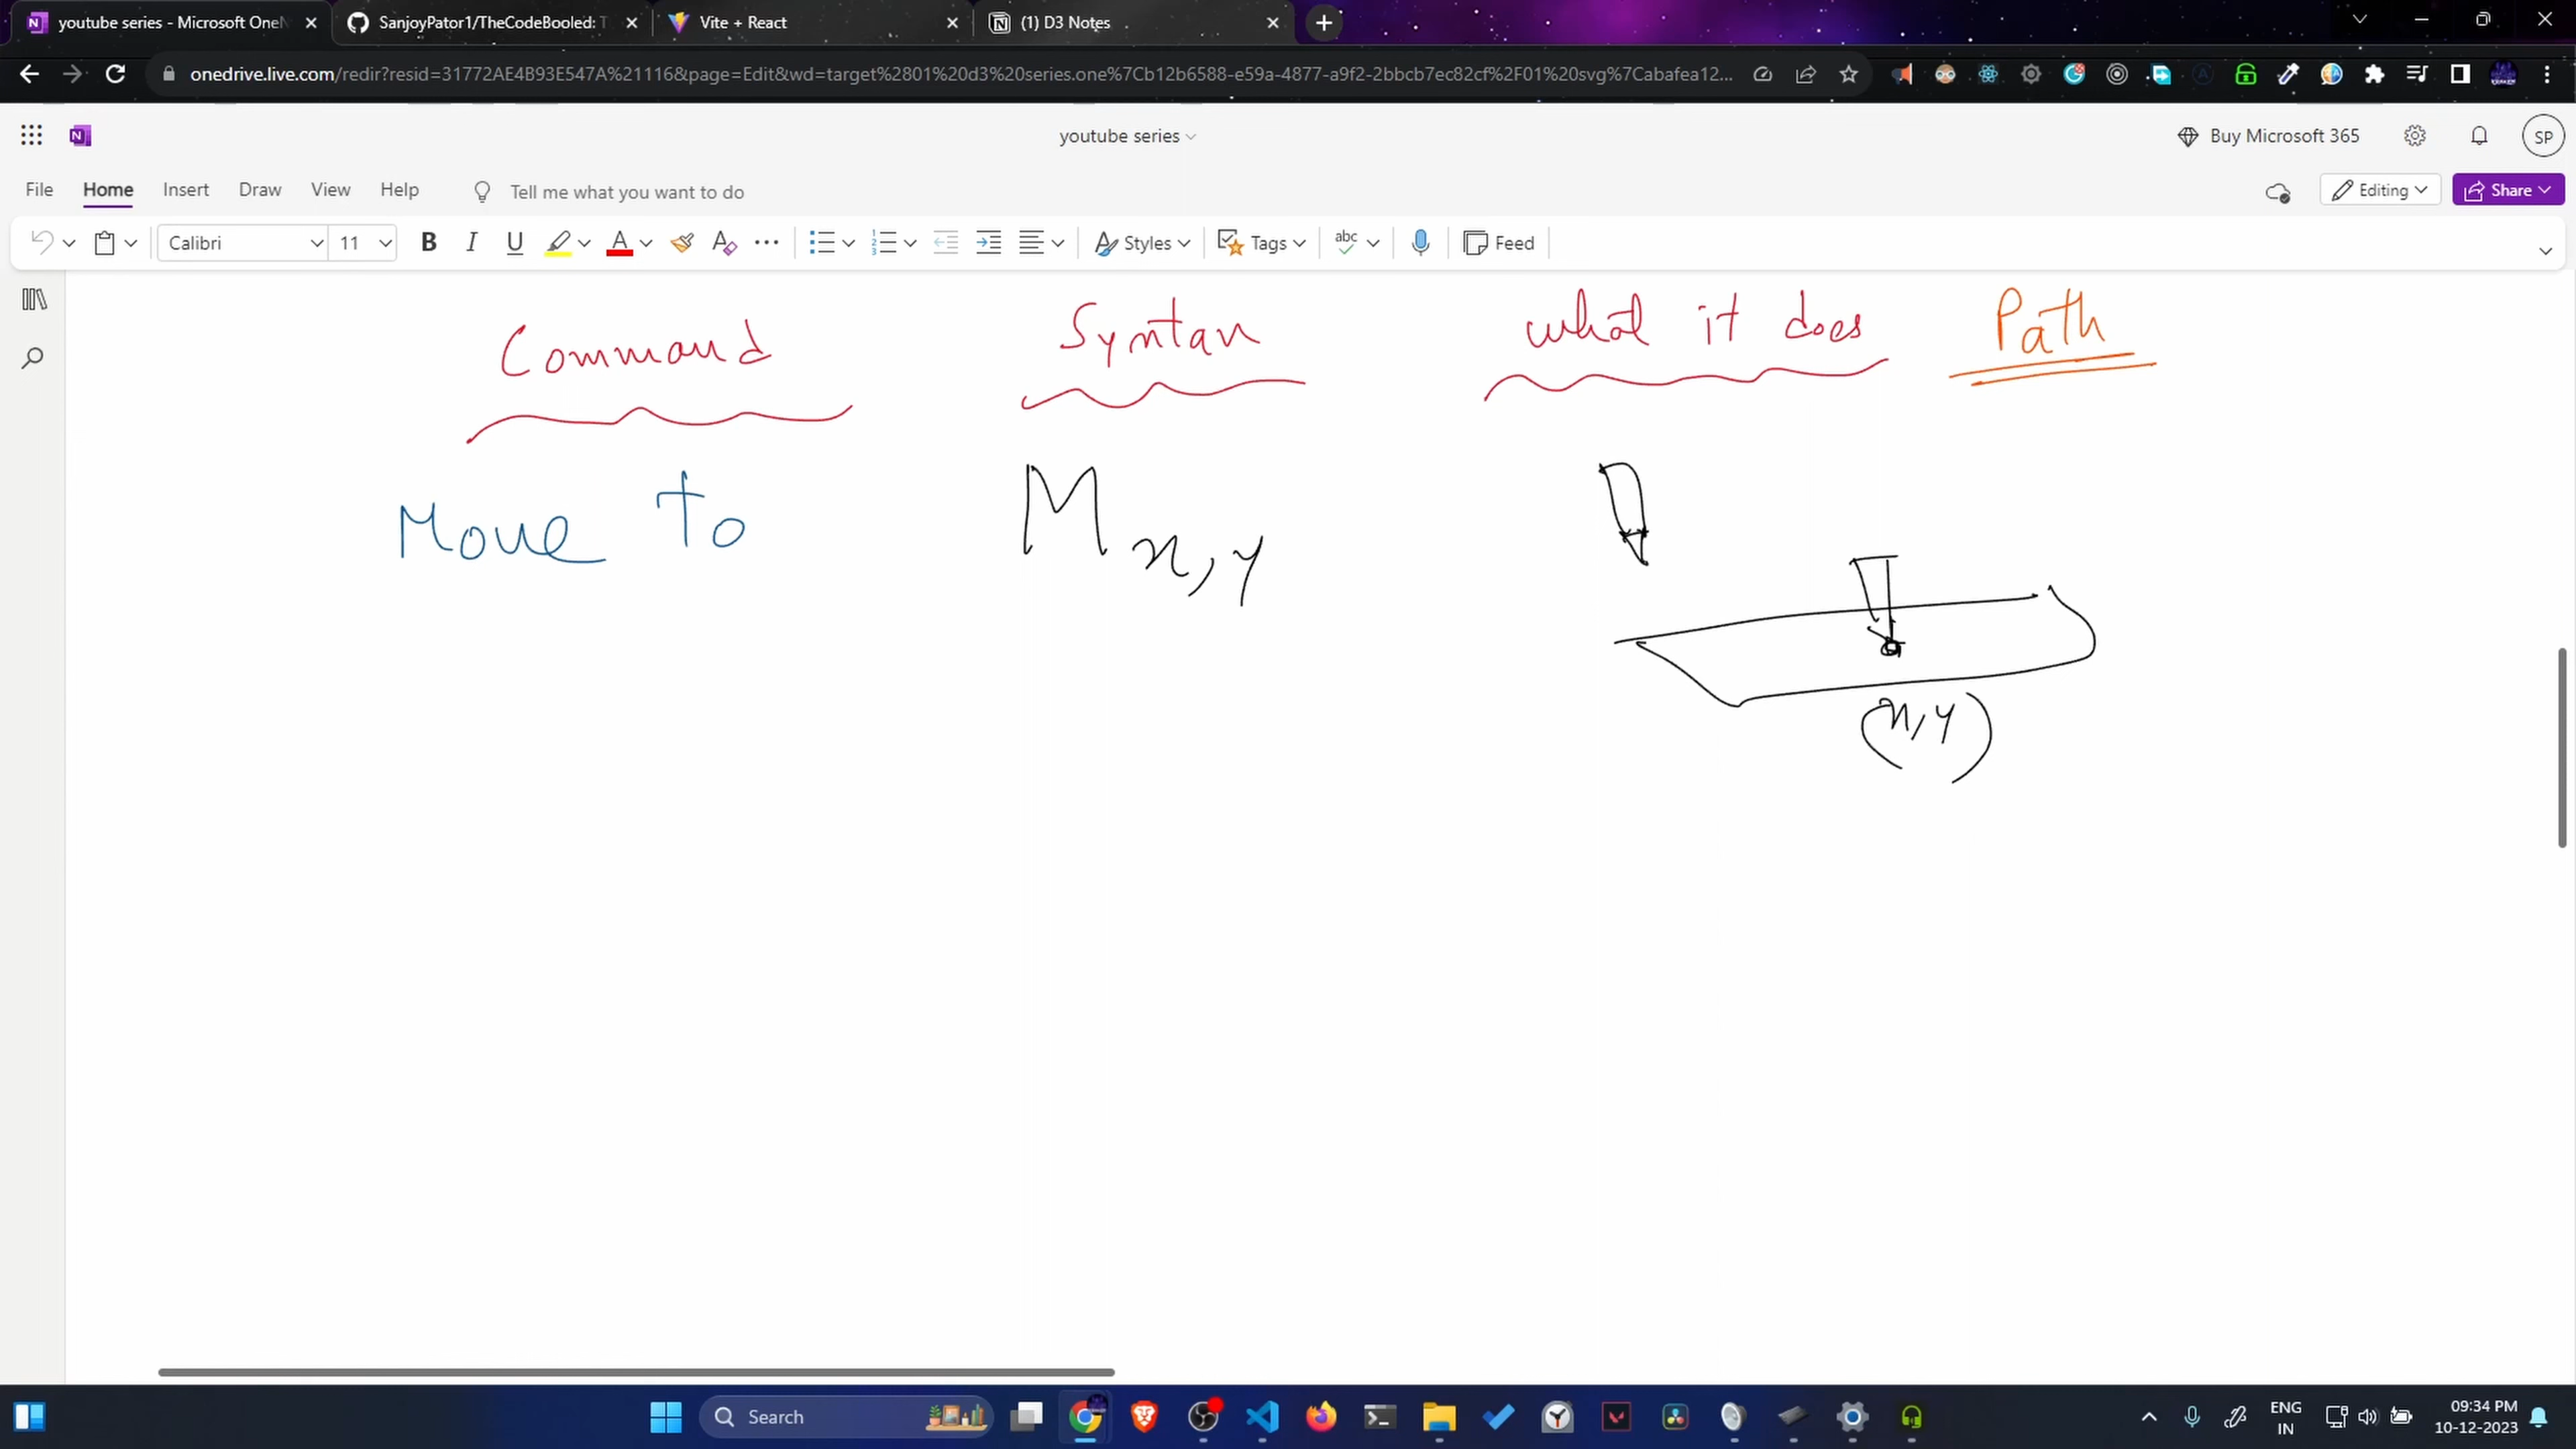 youtube series - Microsoft OneN
SanjoyPator1/TheCodeBooled: T
Vite + React
(1) D3 Notes
onedrive.live.com/redir?resid=31772AE4B93E547A%21116&page=Edit&wd=target%2801%20d3%20series.one%7Cb12b6588-e59a-4877-a9f2-2bbcb7ec82cf%2F01%20svg%7Cabafea12...
youtube series
Buy Microsoft 365
SP
File Home Insert Draw View Help Tell me what you want to do
Editing
Share
Calibri 11 B I U A A Styles Tags abc Feed
Command Syntax what it does Path
Move To M x,y
(x,y)
Search
ENG
IN
09:34 PM
10-12-2023